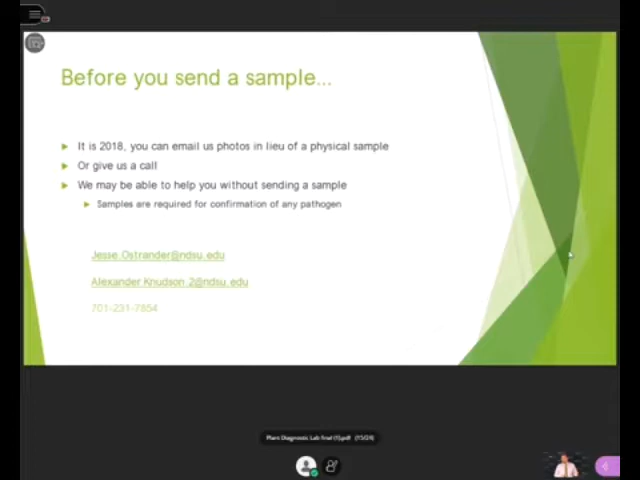 Before you send a sample...
It is 2018, you can email us photos in lieu of a physical sample
Or give us a call
We may be able to help you without sending a sample
Samples are required for confirmation of any pathogen
Jesse.Ostrander@ndsu.edu
Alexander.Knudson.2@ndsu.edu
701-231-7854
Plant Diagnostic Lab final (1).pdf (15/24)